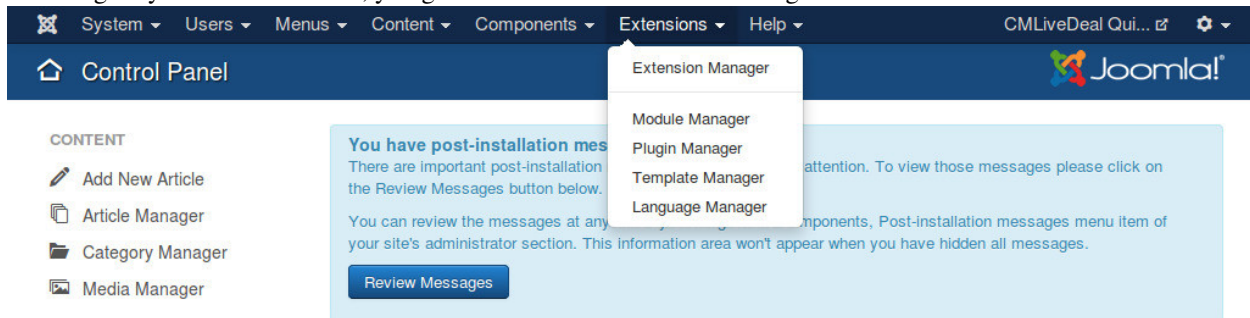 System Users Menus Content Components Extensions Help CMLiveDeal Qui...
Control Panel
Joomla!
Extension Manager
Module Manager
Plugin Manager
Template Manager
Language Manager
CONTENT
Add New Article
Article Manager
Category Manager
Media Manager
You have post-installation mes
There are important post-installation attention. To view those messages please click on
the Review Messages button below.
You can review the messages at any mponents, Post-installation messages menu item of
your site's administrator section. This information area won't appear when you have hidden all messages.
Review Messages